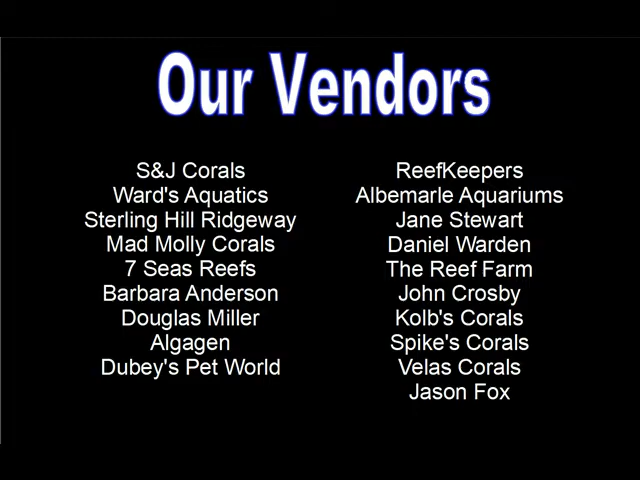 Our Vendors
S&J Corals
Ward's Aquatics
Sterling Hill Ridgeway
Mad Molly Corals
7 Seas Reefs
Barbara Anderson
Douglas Miller
Algagen
Dubey's Pet World
ReefKeepers
Albemarle Aquariums
Jane Stewart
Daniel Warden
The Reef Farm
John Crosby
Kolb's Corals
Spike's Corals
Velas Corals
Jason Fox